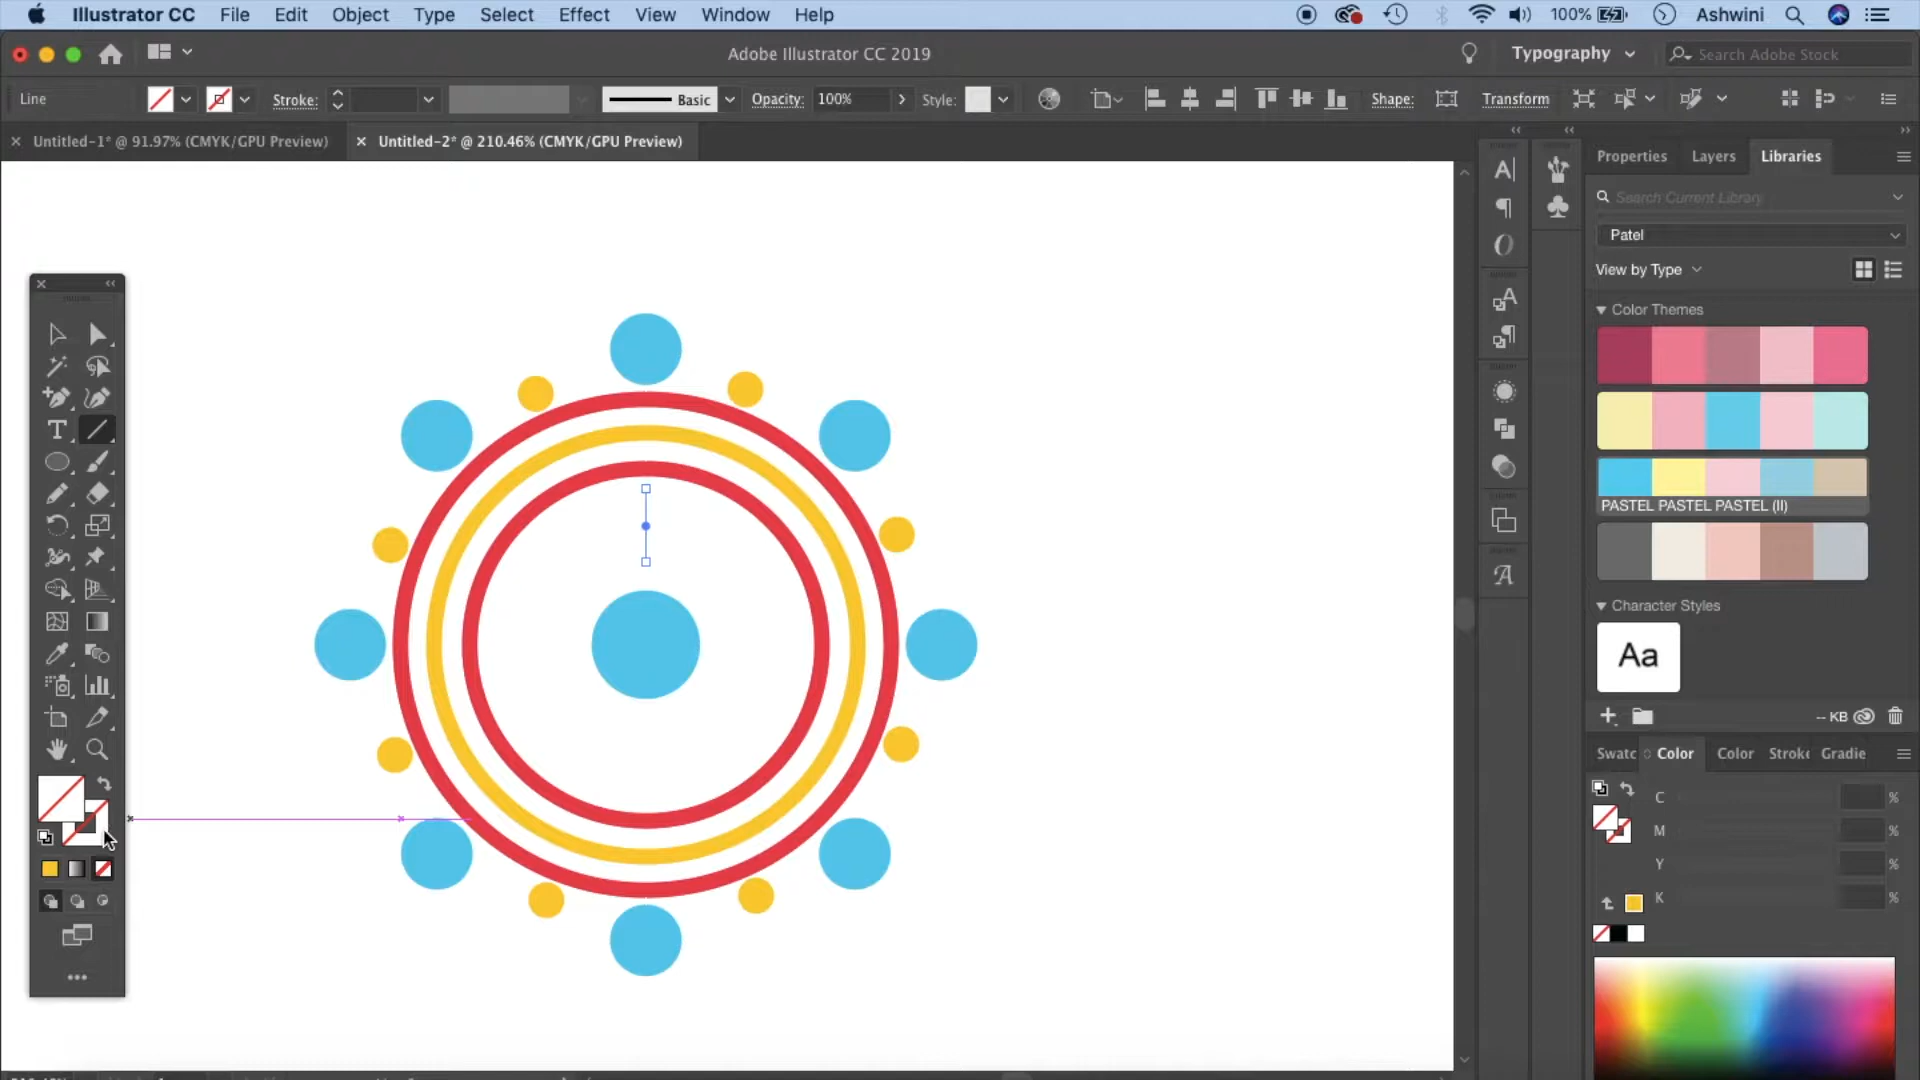 Illustrator CC File Edit Object Type Select Effect View Window Help 100% Ashwini
Adobe Illustrator CC 2019 Typography Search Adobe Stock
Line Stroke: Basic Opacity: 100% Style: Shape: Transform
Untitled-1* @ 91.97% (CMYK/GPU Preview) Untitled-2* @ 210.46% (CMYK/GPU Preview)
Properties Layers Libraries
Search Current Library
Patel
View by Type
Color Themes
PASTEL PASTEL PASTEL (II)
Character Styles
Aa
-- KB
Swatc Color Color Stroke Gradie
C %
M %
Y %
K %